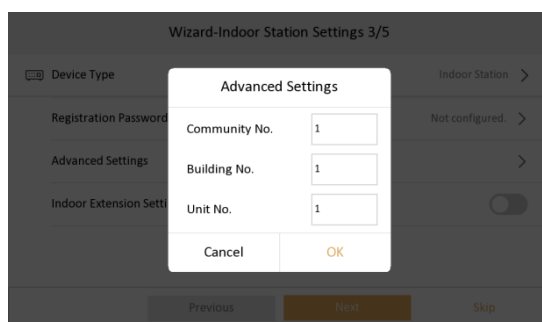 Wizard-Indoor Station Settings 3/5
Device Type
Indoor Station
Registration Password
Not configured.
Advanced Settings
Indoor Extension Setti
Advanced Settings
Community No. 1
Building No. 1
Unit No. 1
Cancel OK
Previous Next Skip